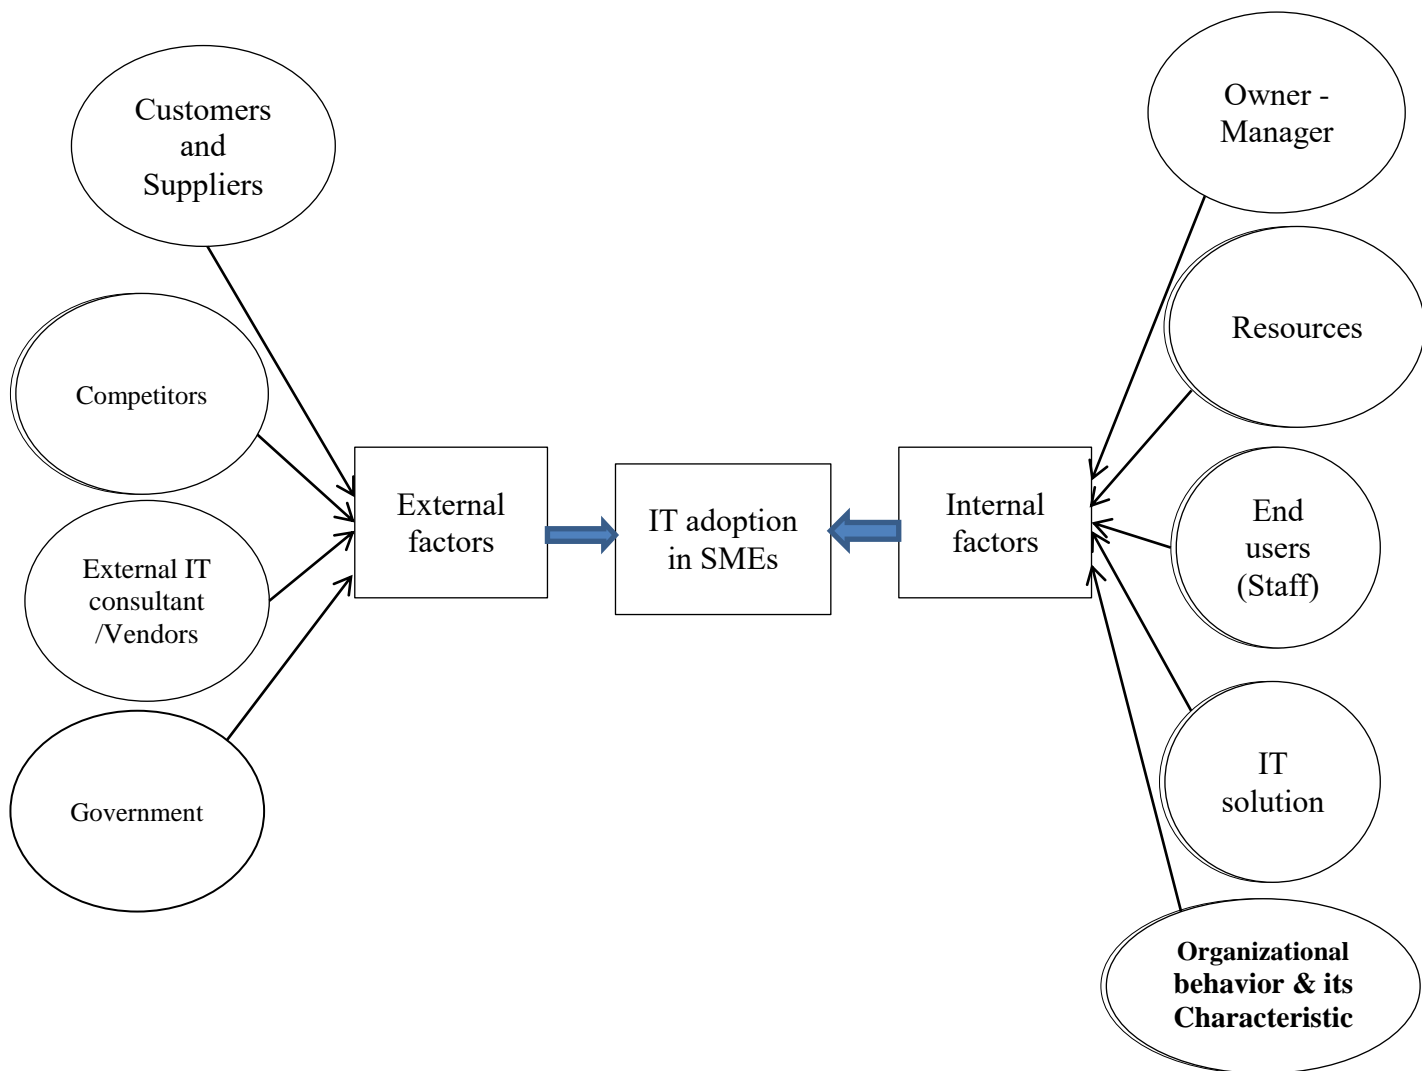 Customers
and
Suppliers
Competitors
External IT
consultant
/Vendors
Government
External
factors
IT adoption
in SMEs
Internal
factors
Owner -
Manager
Resources
End
users
(Staff)
IT
solution
Organizational
behavior & its
Characteristic